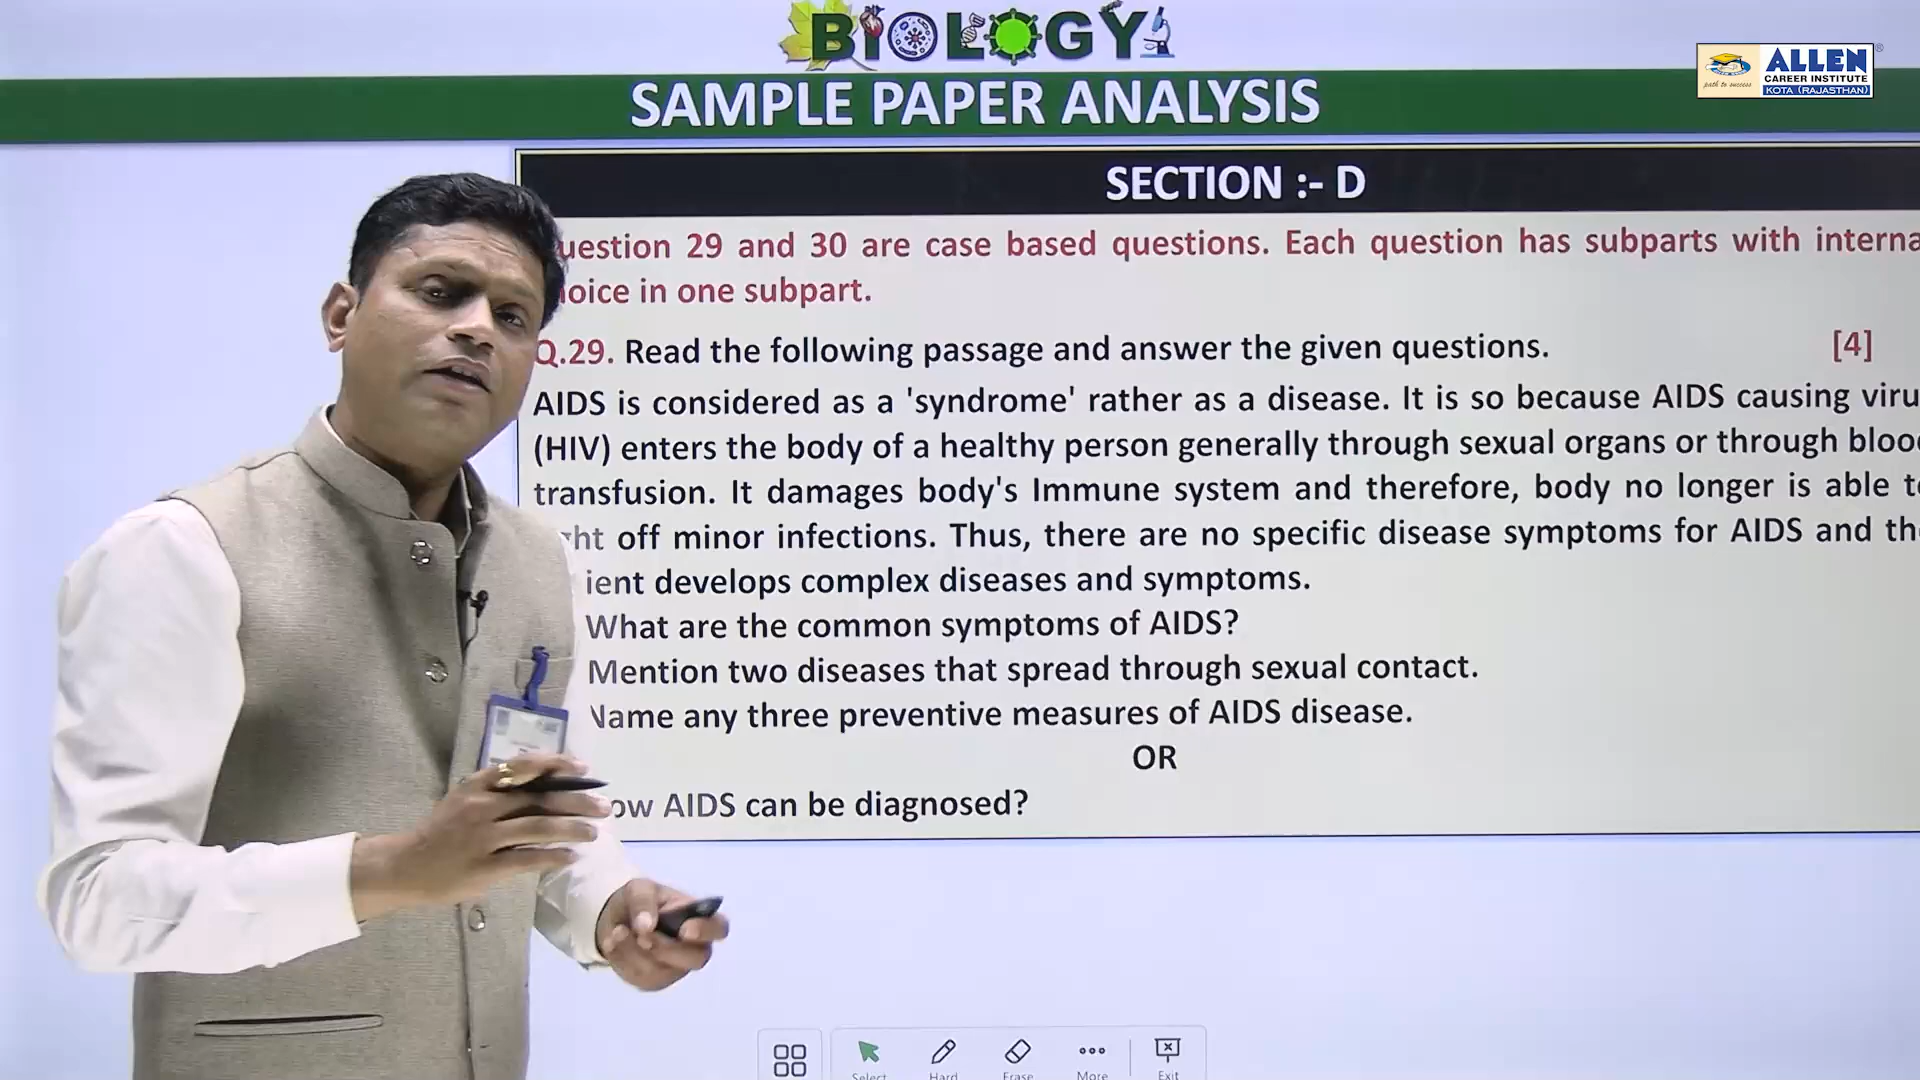 BIOLOGY
ALLEN
CAREER INSTITUTE
KOTA (RAJASTHAN)
path to success
SAMPLE PAPER ANALYSIS
SECTION :- D
uestion 29 and 30 are case based questions. Each question has subparts with interna
oice in one subpart.
Q.29. Read the following passage and answer the given questions. [4]
AIDS is considered as a 'syndrome' rather as a disease. It is so because AIDS causing viru
(HIV) enters the body of a healthy person generally through sexual organs or through bloo
transfusion. It damages body's Immune system and therefore, body no longer is able t
ht off minor infections. Thus, there are no specific disease symptoms for AIDS and th
ient develops complex diseases and symptoms.
What are the common symptoms of AIDS?
Mention two diseases that spread through sexual contact.
Name any three preventive measures of AIDS disease.
OR
ow AIDS can be diagnosed?
Select Hard Erase More Exit